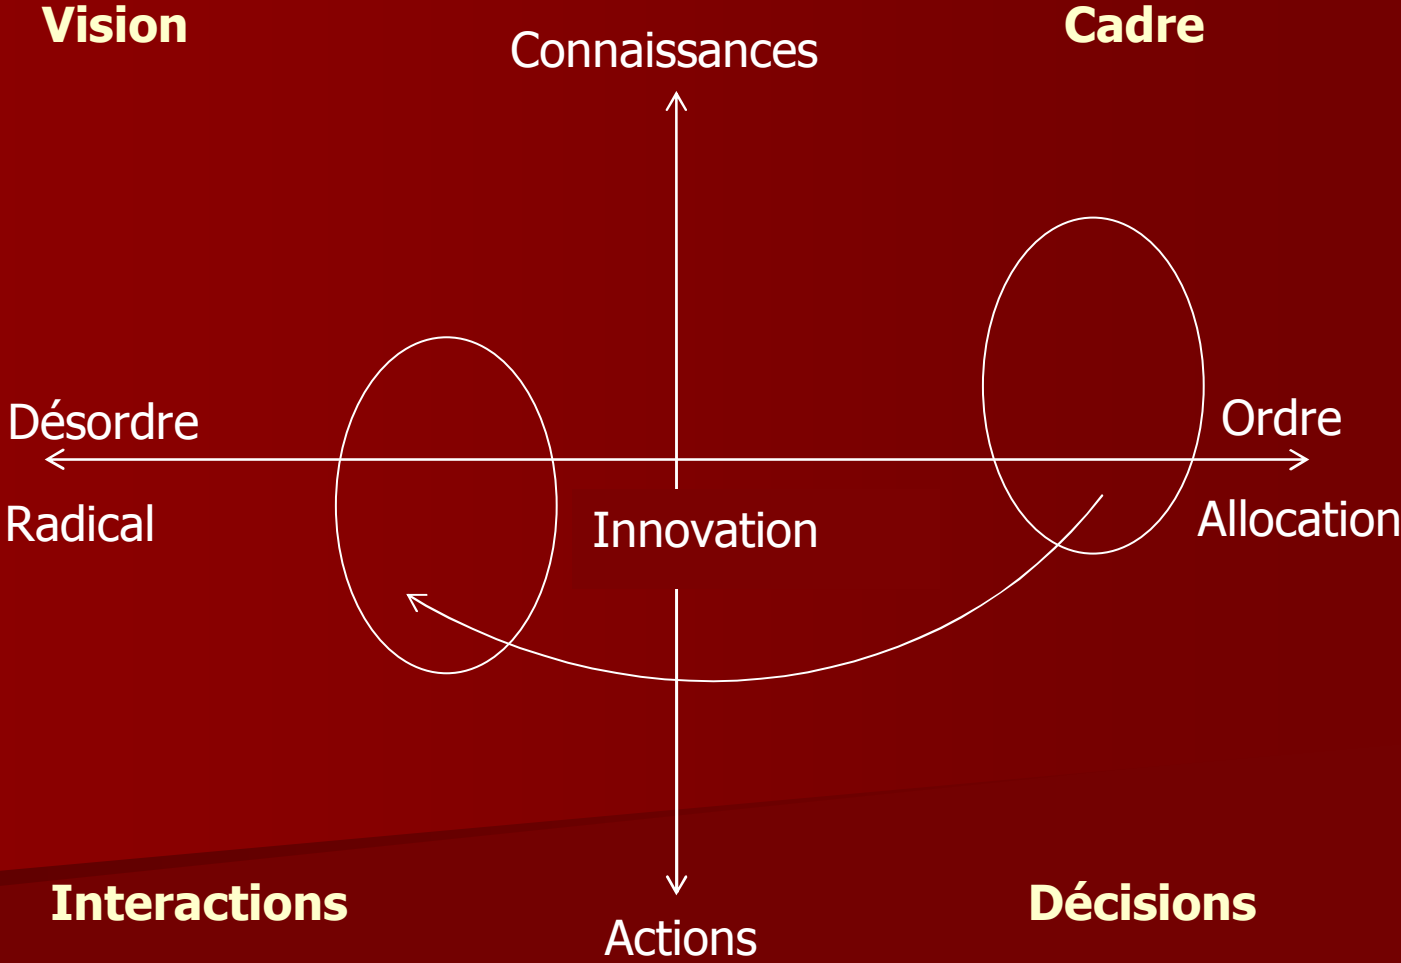 Vision
Cadre
Connaissances
Désordre
Ordre
Radical
Innovation
Allocation
Interactions
Décisions
Actions